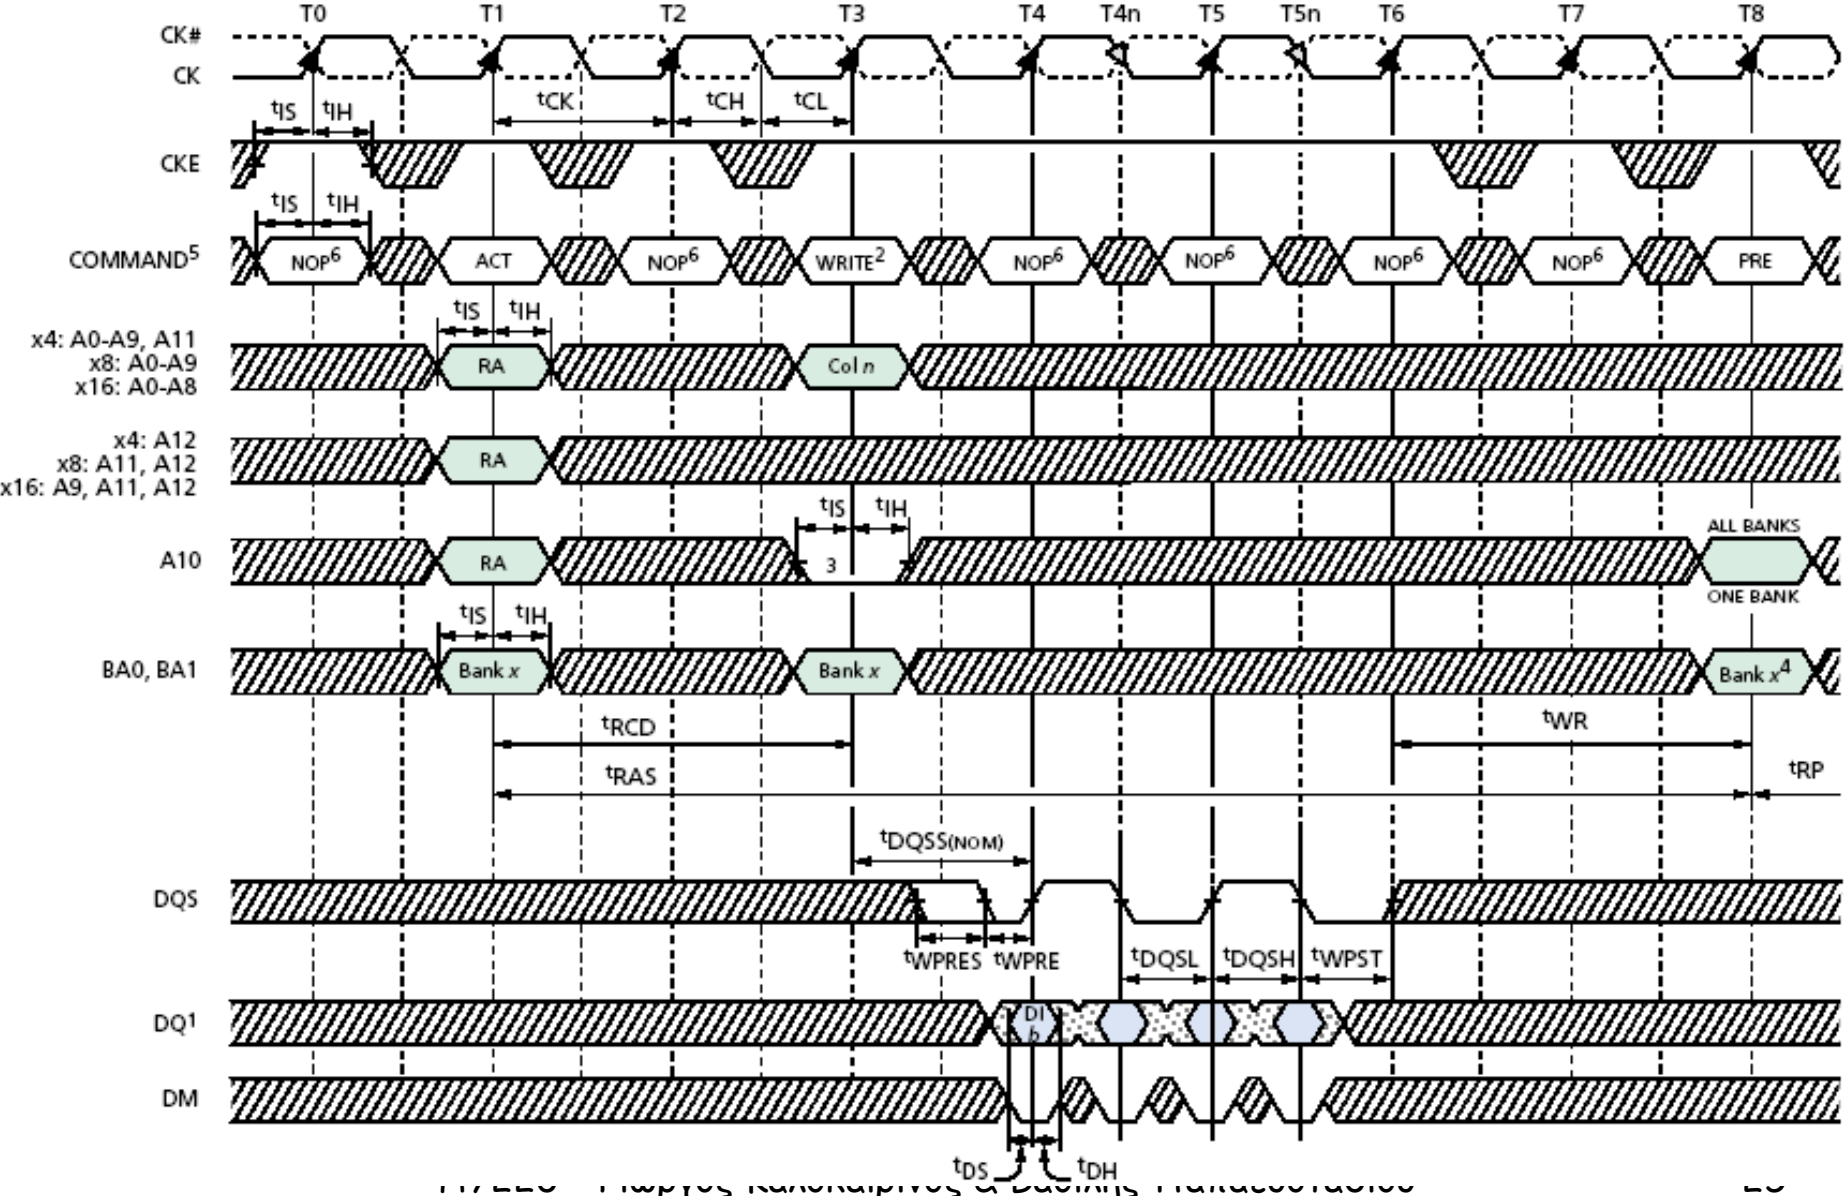 T0 T1 T2 T3 T4 T4n T5 T5n T6 T7 T8
CK#
CK
tCK tCH tCL
tIS tIH
CKE
tIS tIH
COMMAND5 NOP6 ACT NOP6 WRITE2 NOP6 NOP6 NOP6 NOP6 PRE
tIS tIH
x4: A0-A9, A11
x8: A0-A9 RA Col n
x16: A0-A8
x4: A12
x8: A11, A12 RA
x16: A9, A11, A12
tIS tIH
ALL BANKS
A10 RA 3
ONE BANK
tIS tIH
BA0, BA1 Bank x Bank x Bank x4
tRCD tWR
tRAS tRP
tDQSS(NOM)
DQS
tWPRES tWPRE tDQSL tDQSH tWPST
DI
DQ1
b
DM
tDS tDH